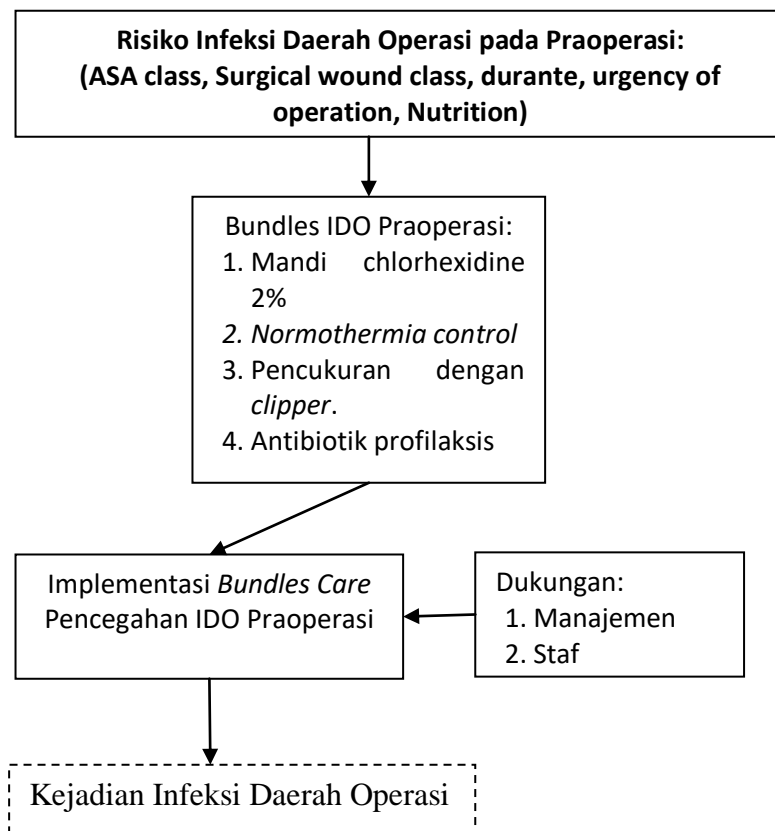 Risiko Infeksi Daerah Operasi pada Praoperasi:
(ASA class, Surgical wound class, durante, urgency of
operation, Nutrition)
Bundles IDO Praoperasi:
1. Mandi chlorhexidine
2%
2. Normothermia control
3. Pencukuran dengan
clipper.
4. Antibiotik profilaksis
Implementasi Bundles Care
Pencegahan IDO Praoperasi
Dukungan:
1. Manajemen
2. Staf
Kejadian Infeksi Daerah Operasi